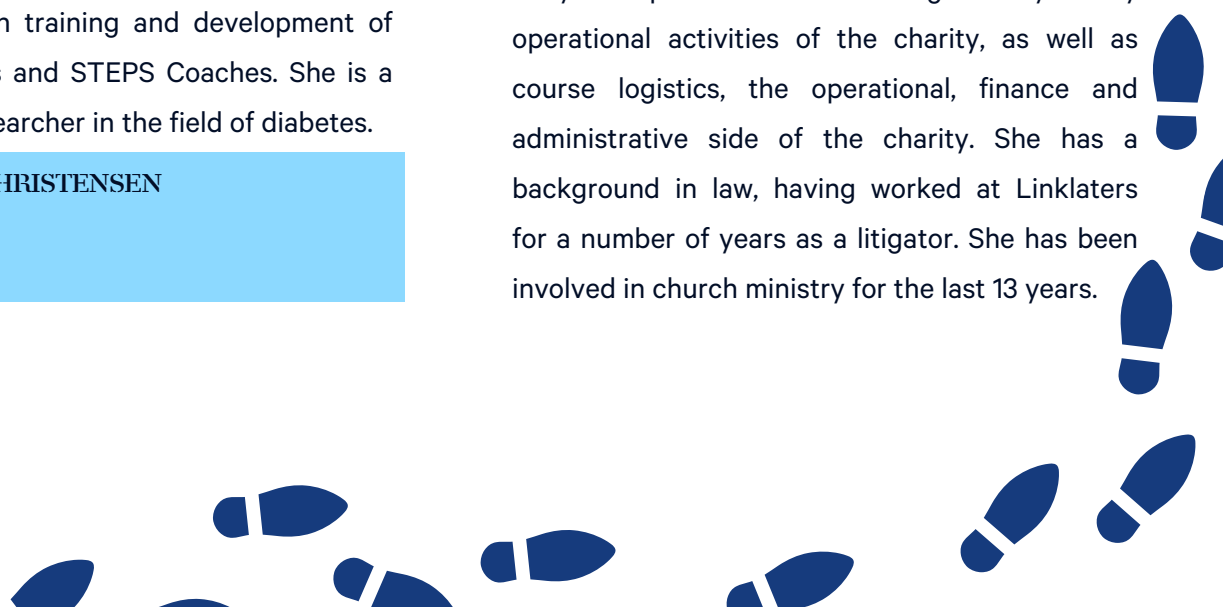 training and development of
and STEPS Coaches. She is a
in the field of diabetes.
operational activities of the charity, as well as
course logistics, the operational, finance and
administrative side of the charity. She has a
background in law, having worked at Linklaters
for a number of years as a litigator. She has been
involved in church ministry for the last 13 years.